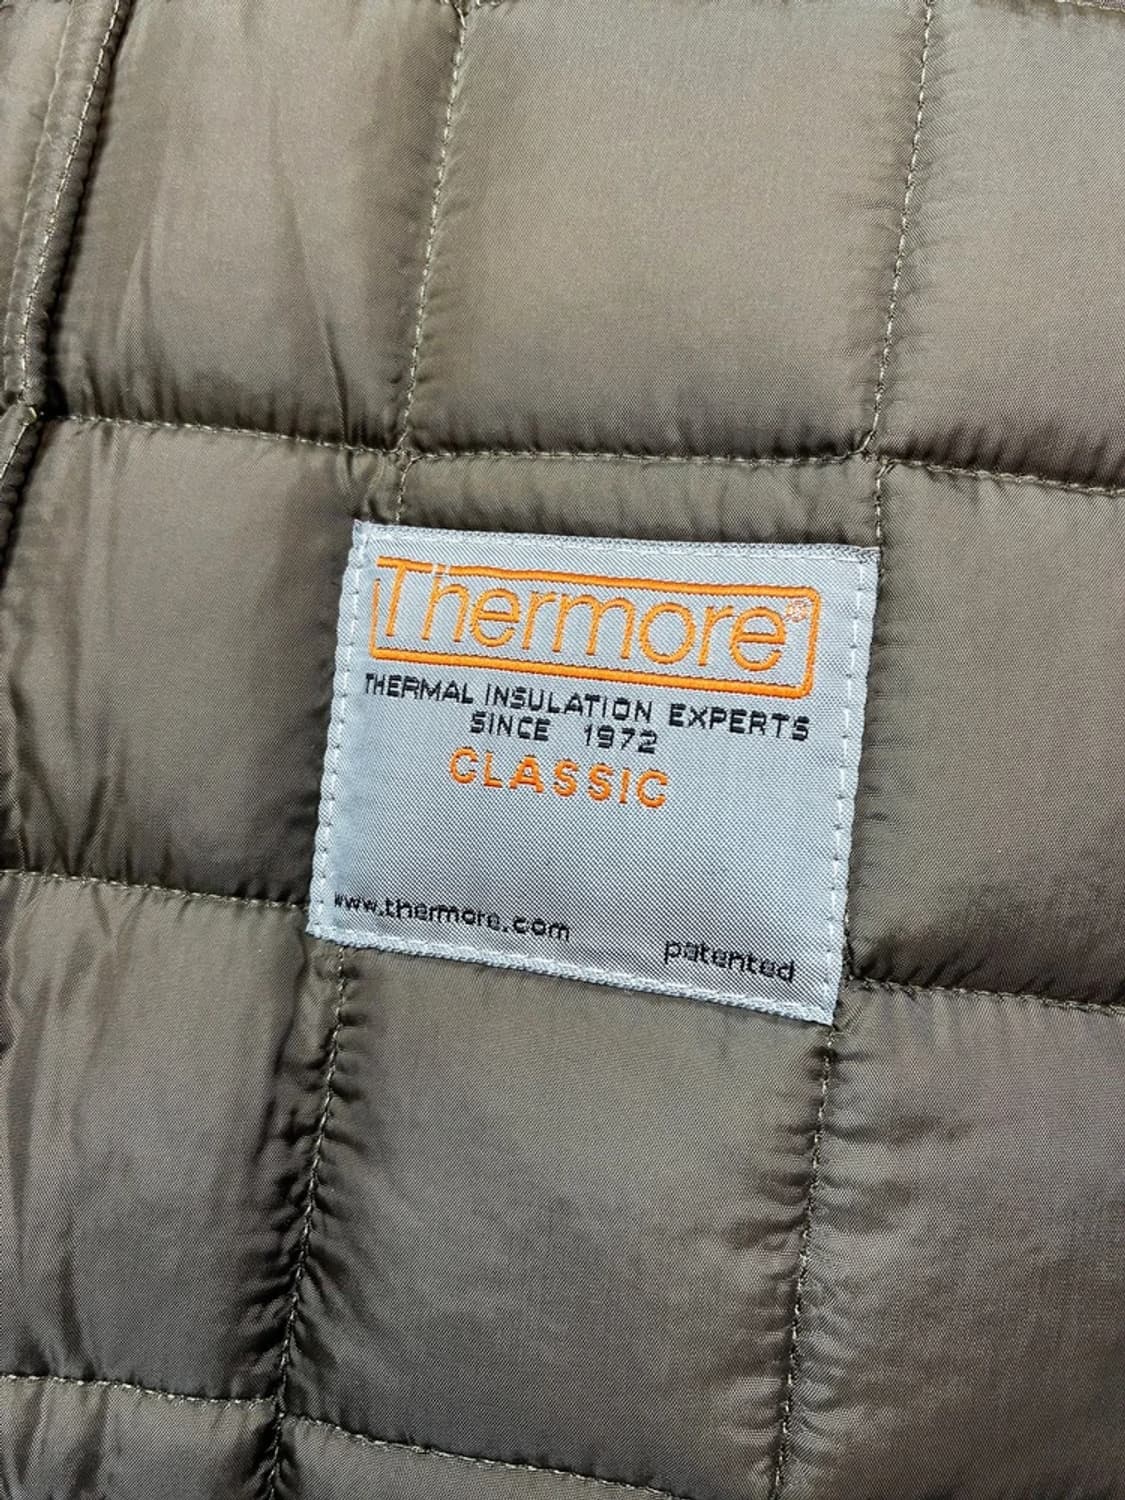 Thermore®
THERMAL INSULATION EXPERTS
SINCE 1972
CLASSIC
www.thermore.com
patented